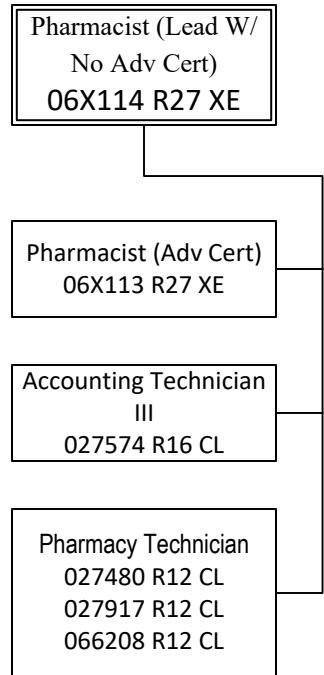 Pharmacist (Lead W/
No Adv Cert)
06X114 R27 XE
Pharmacist (Adv Cert)
06X113 R27 XE
Accounting Technician
III
027574 R16 CL
Pharmacy Technician
027480 R12 CL
027917 R12 CL
066208 R12 CL